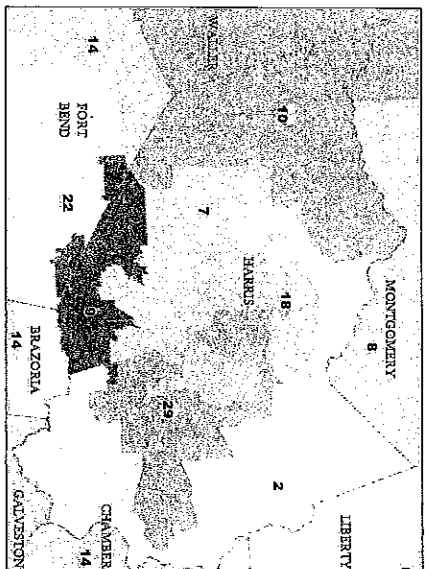 MONTGOMERY
8
LIBERTY
WALLER
10
2
HARRIS
18
7
29
14
FORT
BEND
22
9
CHAMBER
14
BRAZORIA
14
GALVESTON